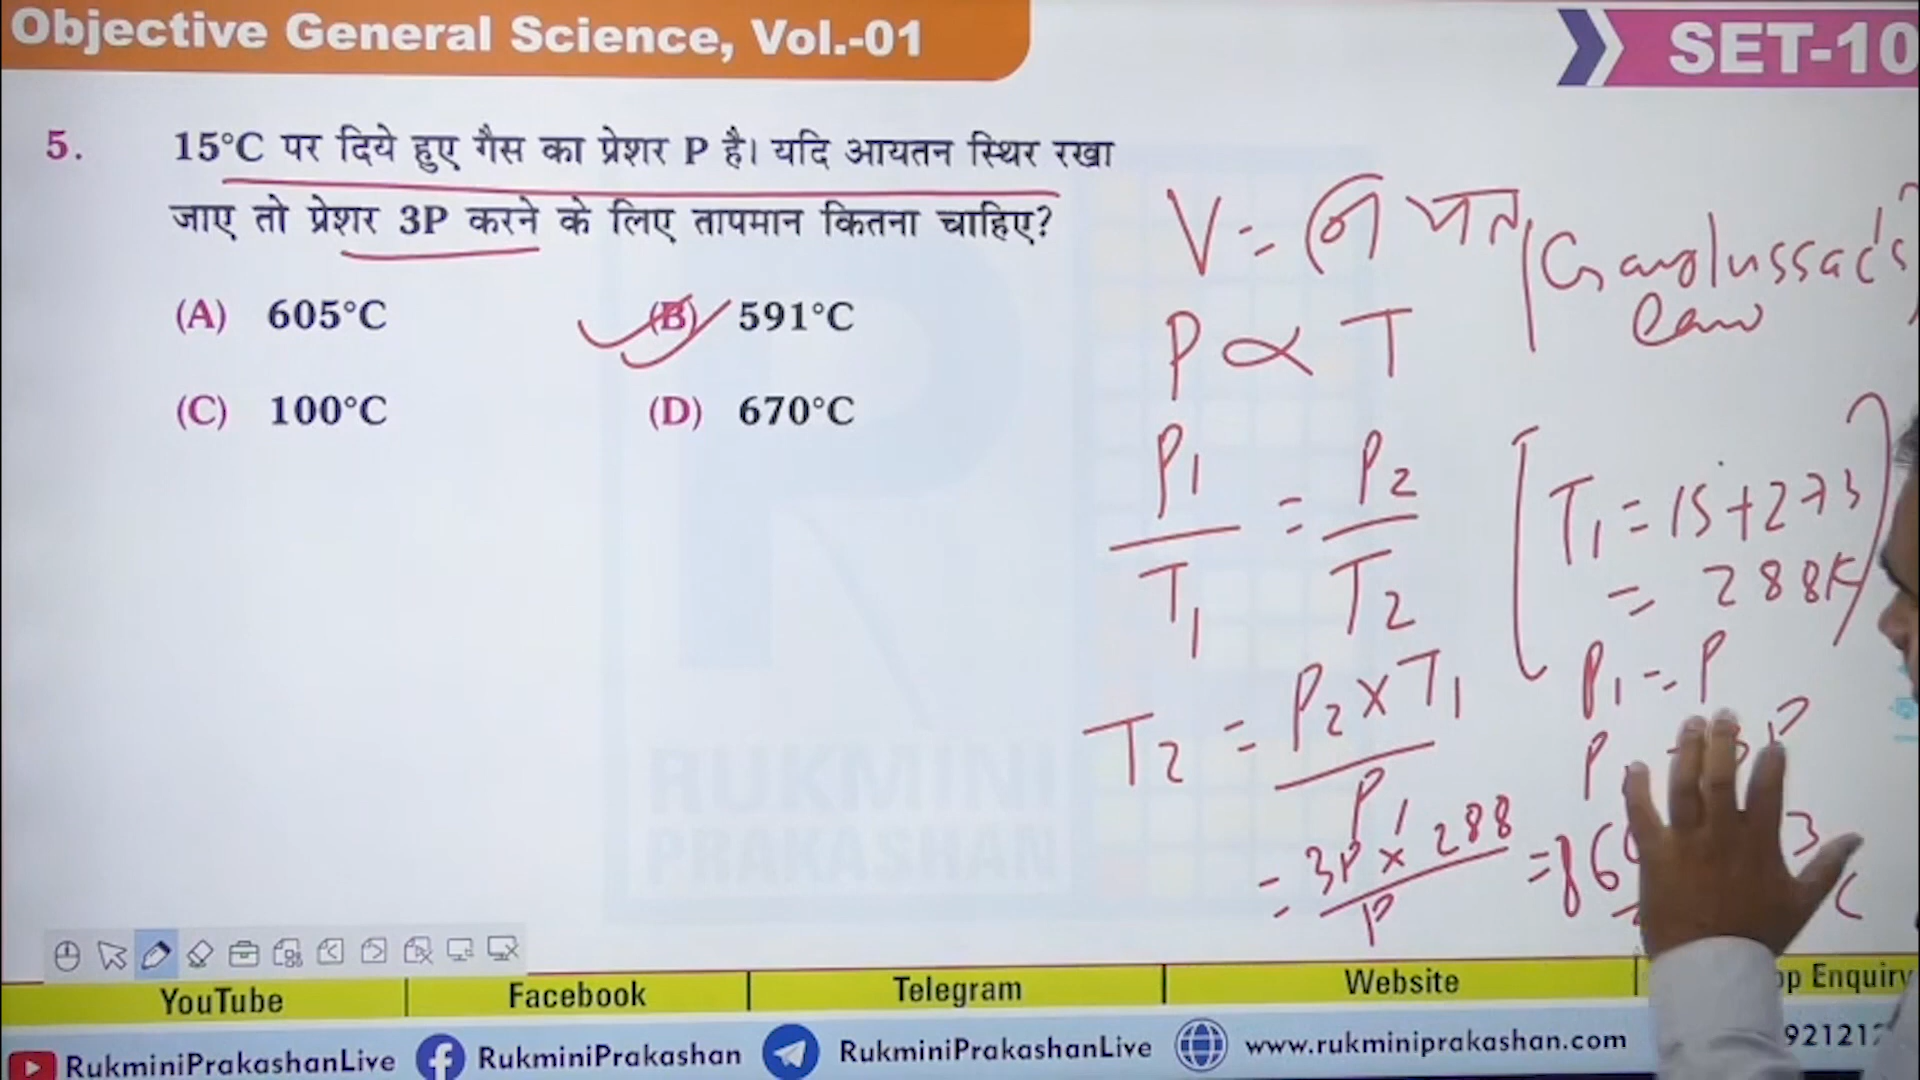 Objective General Science, Vol.-01
SET-10
5. 15°C पर दिये हुए गैस का प्रेशर P है। यदि आयतन स्थिर रखा
जाए तो प्रेशर 3P करने के लिए तापमान कितना चाहिए?
(A) 605°C (B) 591°C
(C) 100°C (D) 670°C
V =
Law
P ∝ T
P1 / T1 = P2 / T2
T1 = 15+273
= 288K
P1 = P
3P
T2 = P2 x T1 / P1
= 3P x 288 / P
RUKMINI
PRAKASHAN
YouTube Facebook Telegram Website Enquiry
RukminiPrakashanLive RukminiPrakashan RukminiPrakashanLive www.rukminiprakashan.com